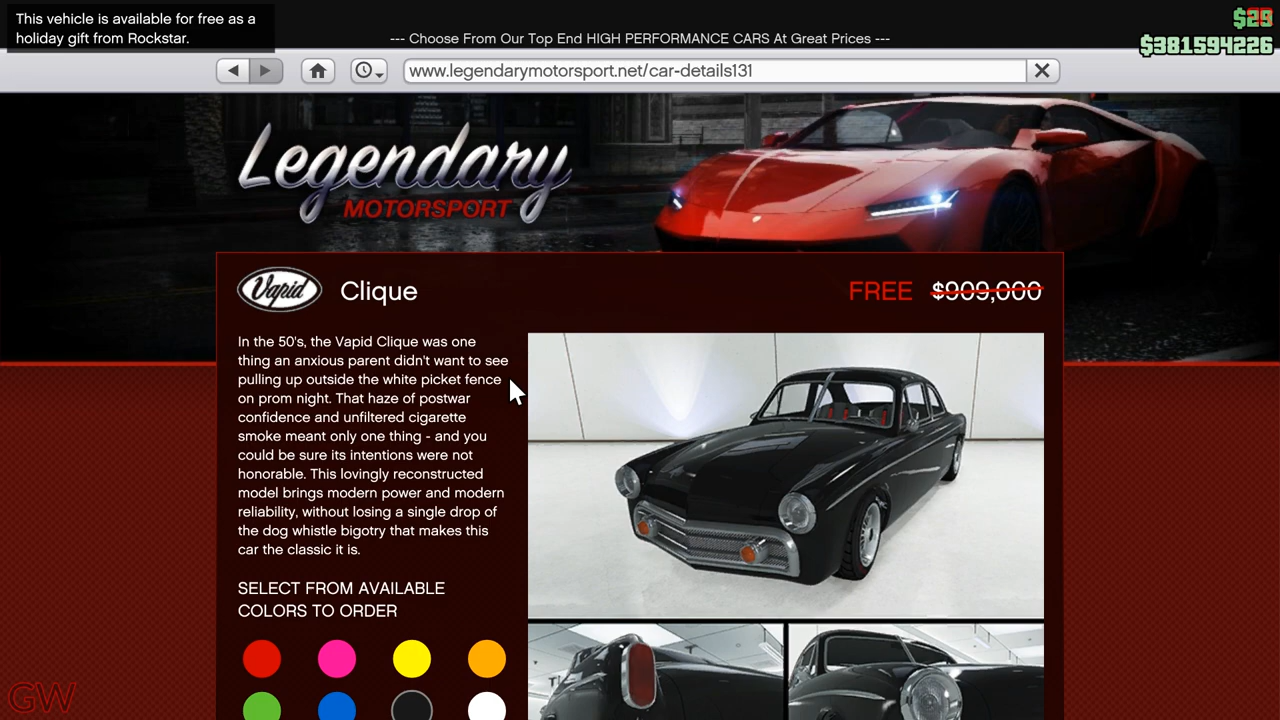 This vehicle is available for free as a
holiday gift from Rockstar.
--- Choose From Our Top End HIGH PERFORMANCE CARS At Great Prices ---
$381594226
www.legendarymotorsport.net/car-details131
Legendary
MOTORSPORT
Vapid
Clique
FREE $909,000
In the 50's, the Vapid Clique was one
thing an anxious parent didn't want to see
pulling up outside the white picket fence
on prom night. That haze of postwar
confidence and unfiltered cigarette
smoke meant only one thing - and you
could be sure its intentions were not
honorable. This lovingly reconstructed
model brings modern power and modern
reliability, without losing a single drop of
the dog whistle bigotry that makes this
car the classic it is.
SELECT FROM AVAILABLE
COLORS TO ORDER
GW